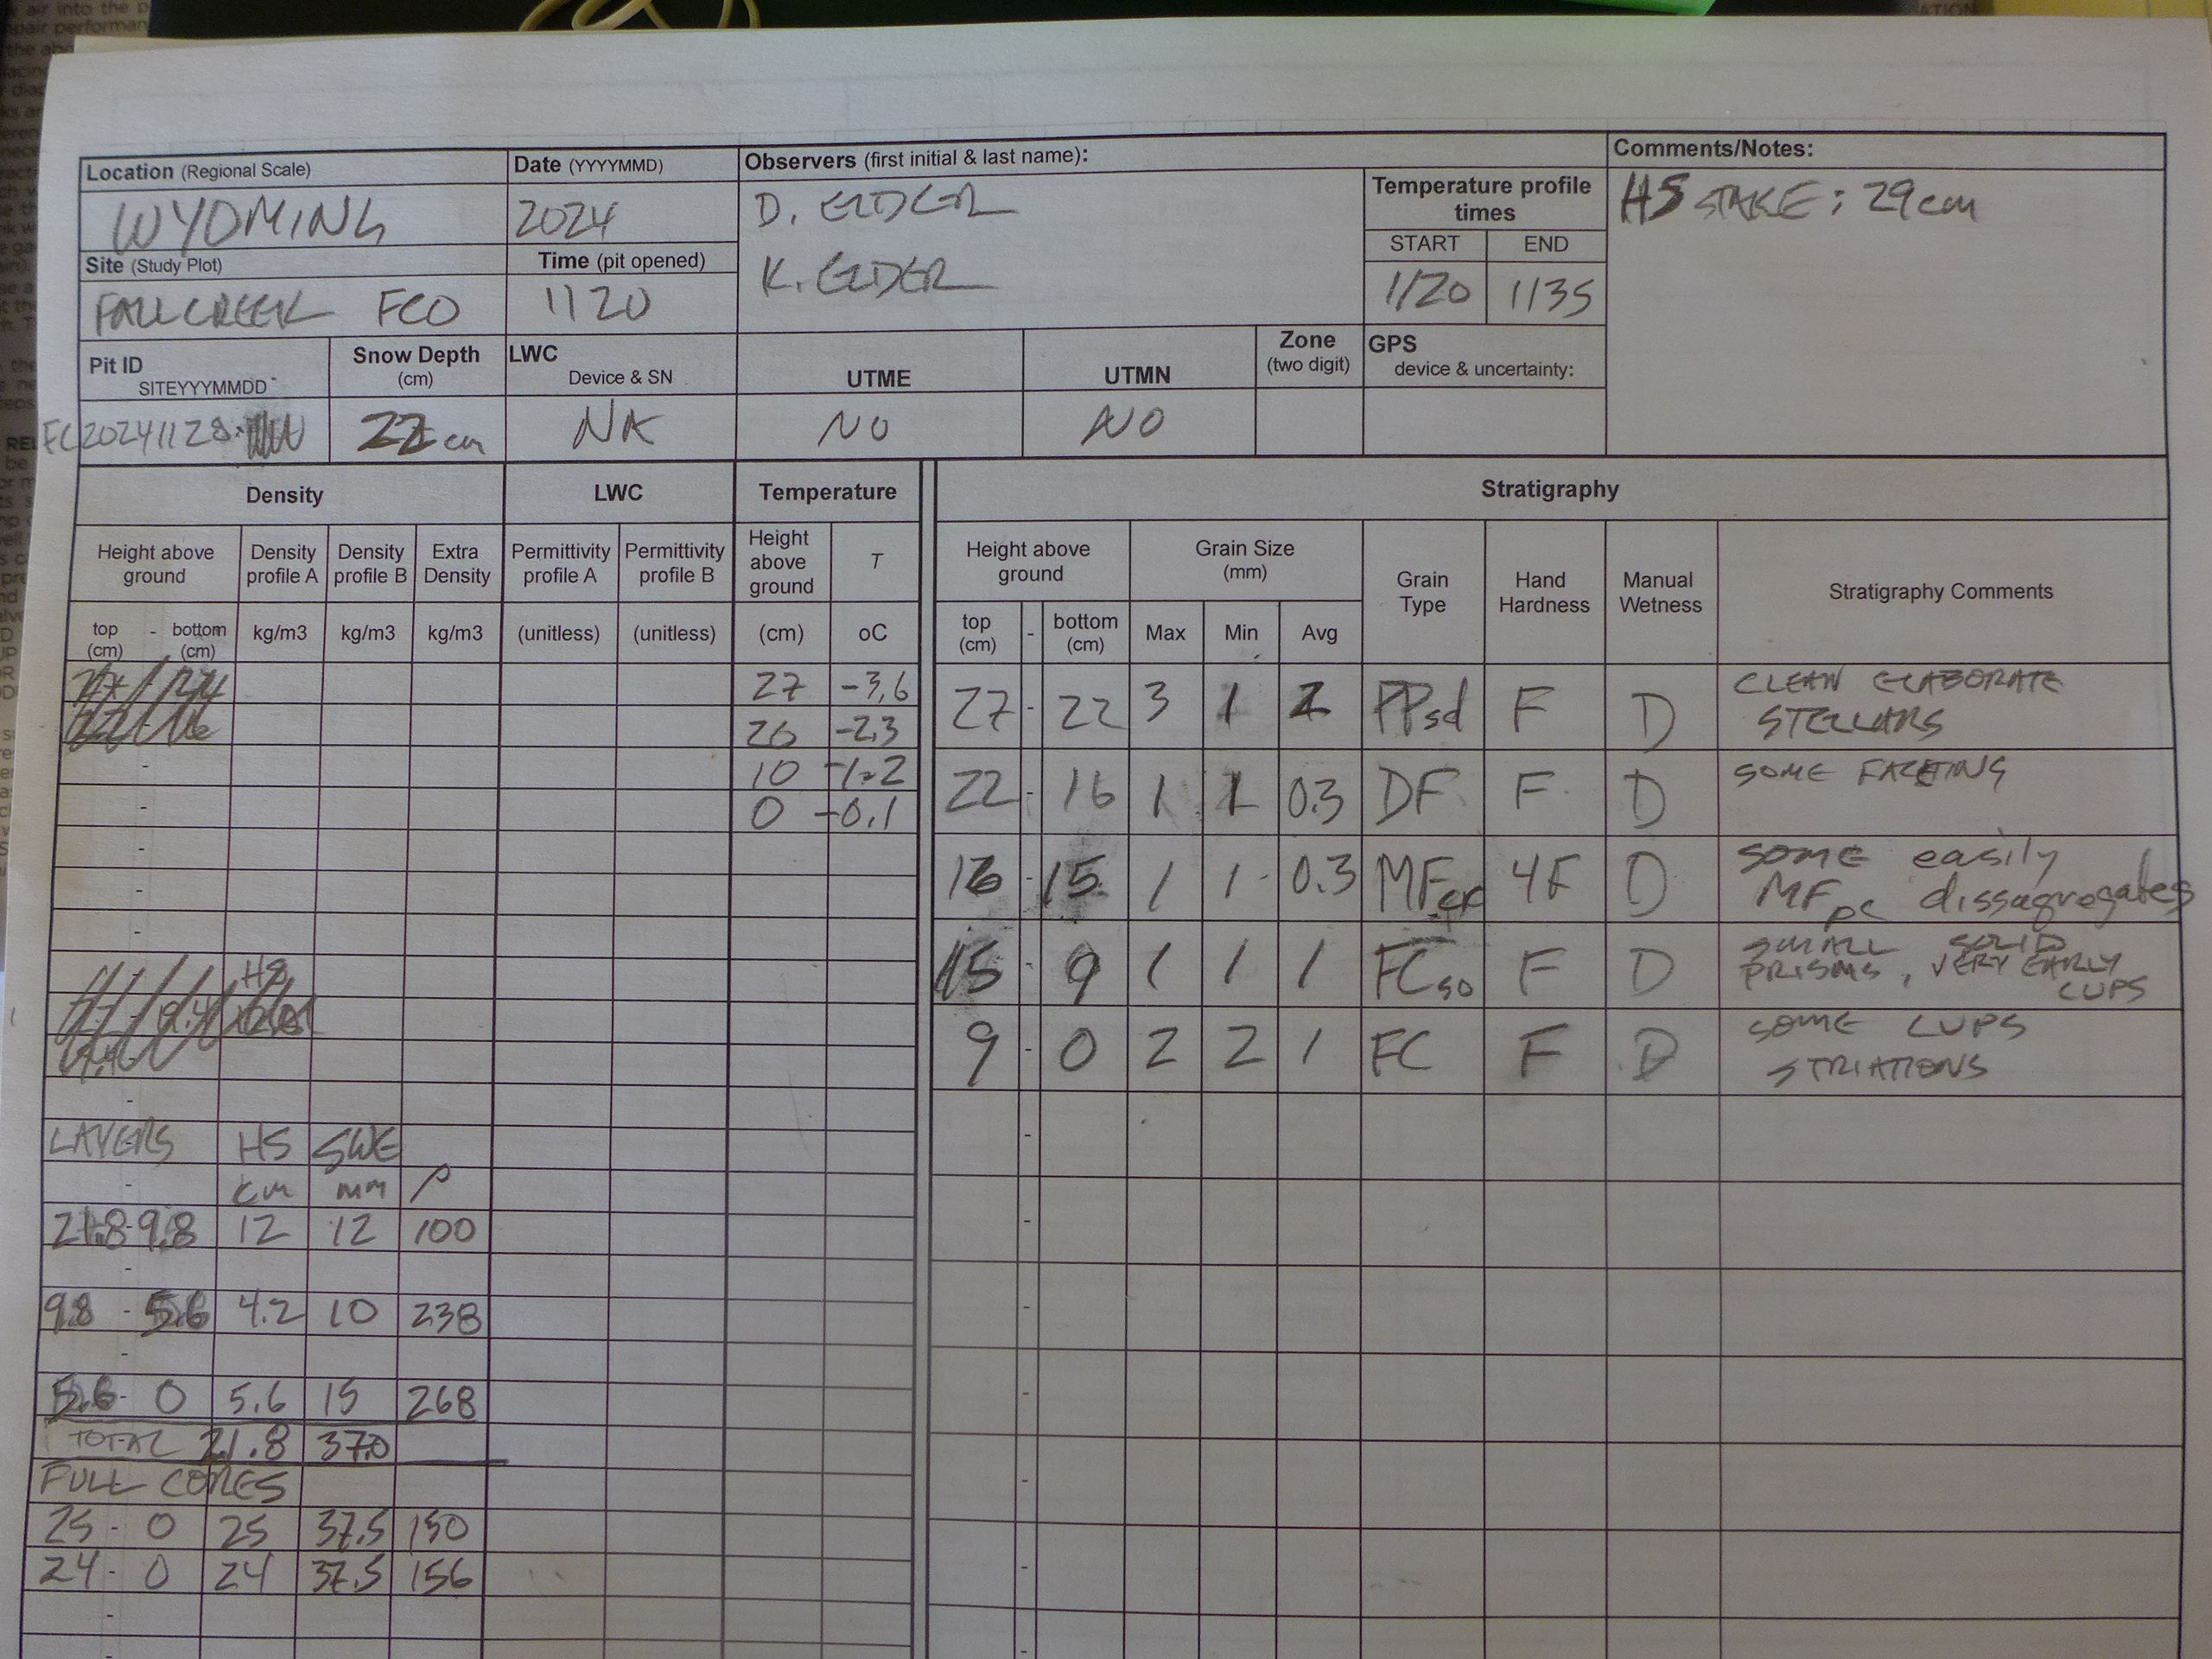 Location (Regional Scale)
WYOMING
Date (YYYYMMD)
2024
Observers (first initial & last name):
D. ELDER
K. ELDER
Temperature profile times
START END
1120 1135
Comments/Notes:
HS STAKE: 29cm
Site (Study Plot)
FALL CREEK FCO
Time (pit opened)
1120
Pit ID
SITEYYYMMDD
FC20241128
Snow Depth
(cm)
22 cm
LWC
Device & SN
NA
UTME
NO
UTMN
NO
Zone
(two digit)
GPS
device & uncertainty:
Density LWC Temperature Stratigraphy
Height above ground
Density profile A
Density profile B
Extra Density
Permittivity profile A
Permittivity profile B
Height above ground
T
Height above ground
Grain Size
(mm)
Grain Type
Hand Hardness
Manual Wetness
Stratigraphy Comments
top (cm) - bottom (cm) kg/m3 kg/m3 kg/m3 (unitless) (unitless) (cm) oC
top (cm) - bottom (cm) Max Min Avg
27 -3.6
20 -2.3
10 -1.2
0 -0.1
27 - 22 3 1 2 PPsd F D CLEAN ELABORATE
STELLARS
22 - 16 1 1 0.3 DF F D SOME FACETING
16 - 15 1 1 0.3 MFcr 4F D SOME easily
MFpc dissagregates
15 - 9 1 1 1 FCso F D SMALL SOLID
PRISMS, VERY EARLY
CUPS
9 - 0 2 2 1 FC F D SOME CUPS
STRIATIONS
LAYERS HS SWE
cm mm ρ
21.8 - 9.8 12 12 100
9.8 - 5.6 4.2 10 238
5.6 - 0 5.6 15 268
TOTAL 21.8 37.0
FULL CORES
25 - 0 25 37.5 150
24 - 0 24 37.5 156